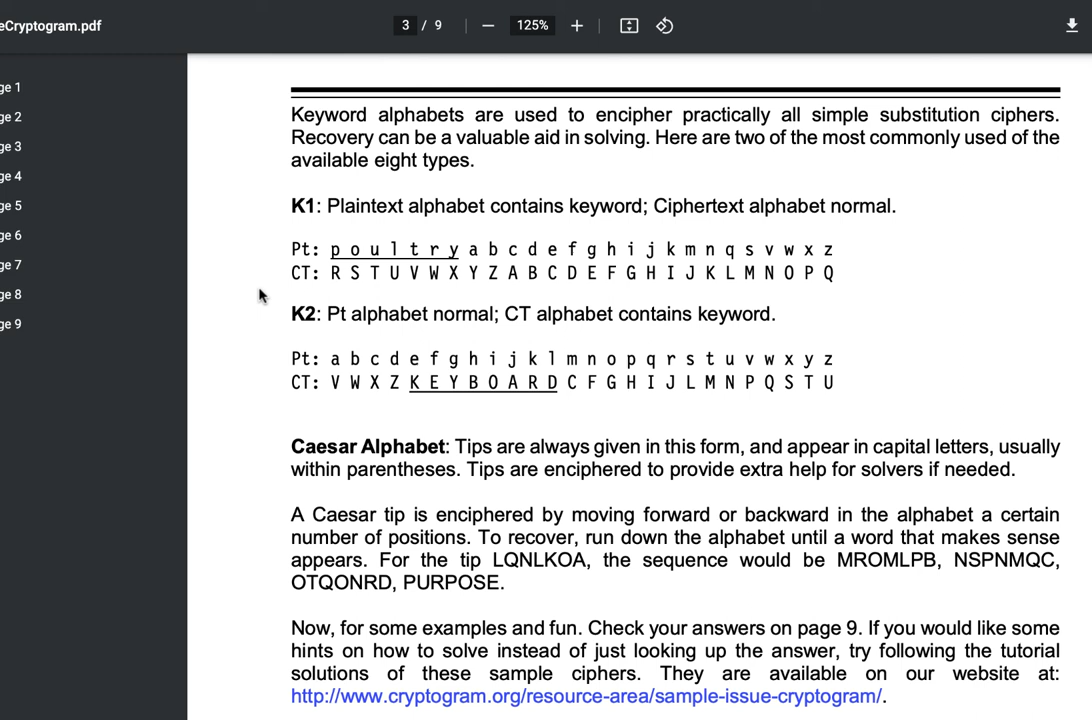 eCryptogram.pdf
3 / 9
125%
ge 1
ge 2
ge 3
ge 4
ge 5
ge 6
ge 7
ge 8
ge 9
Keyword alphabets are used to encipher practically all simple substitution ciphers.
Recovery can be a valuable aid in solving. Here are two of the most commonly used of the
available eight types.
K1: Plaintext alphabet contains keyword; Ciphertext alphabet normal.
Pt: p o u l t r y a b c d e f g h i j k m n q s v w x z
CT: R S T U V W X Y Z A B C D E F G H I J K L M N O P Q
K2: Pt alphabet normal; CT alphabet contains keyword.
Pt: a b c d e f g h i j k l m n o p q r s t u v w x y z
CT: V W X Z K E Y B O A R D C F G H I J L M N P Q S T U
Caesar Alphabet: Tips are always given in this form, and appear in capital letters, usually
within parentheses. Tips are enciphered to provide extra help for solvers if needed.
A Caesar tip is enciphered by moving forward or backward in the alphabet a certain
number of positions. To recover, run down the alphabet until a word that makes sense
appears. For the tip LQNLKOA, the sequence would be MROMLPB, NSPNMQC,
OTQONRD, PURPOSE.
Now, for some examples and fun. Check your answers on page 9. If you would like some
hints on how to solve instead of just looking up the answer, try following the tutorial
solutions of these sample ciphers. They are available on our website at:
http://www.cryptogram.org/resource-area/sample-issue-cryptogram/.